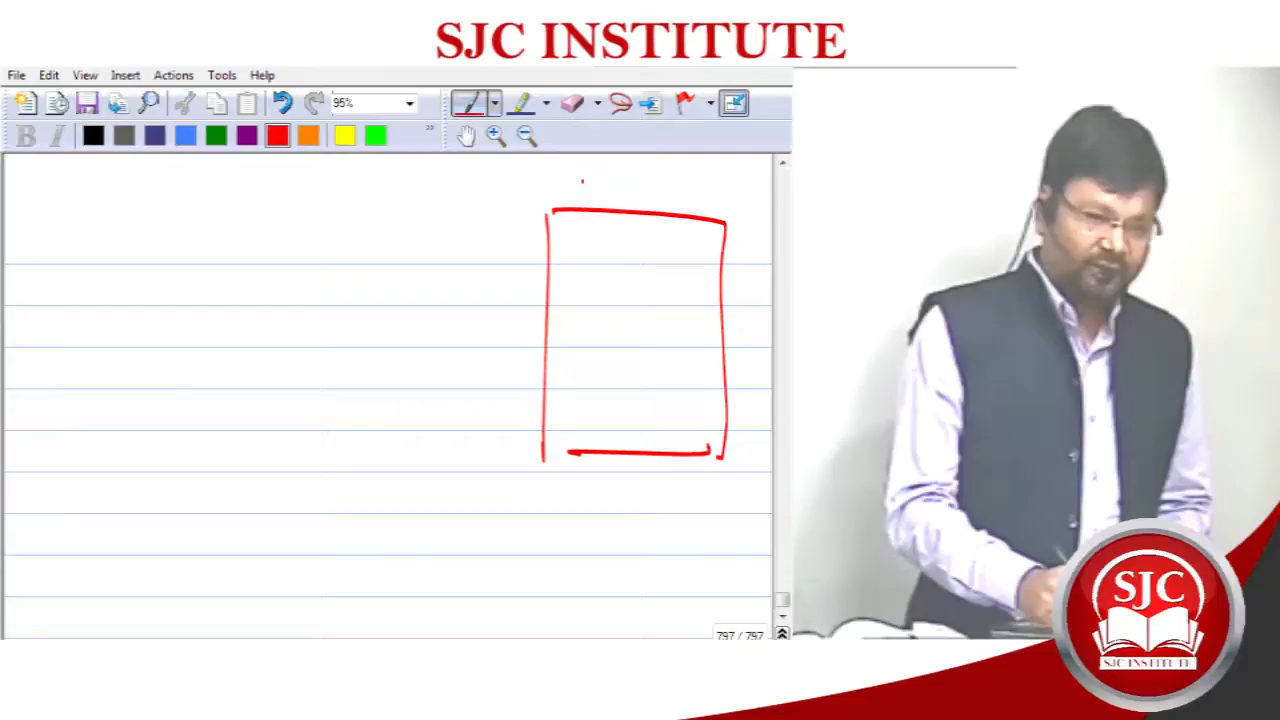 SJC INSTITUTE
File Edit View Insert Actions Tools Help
95%
B I
797 / 797
SJC
SJC INSTITUTE